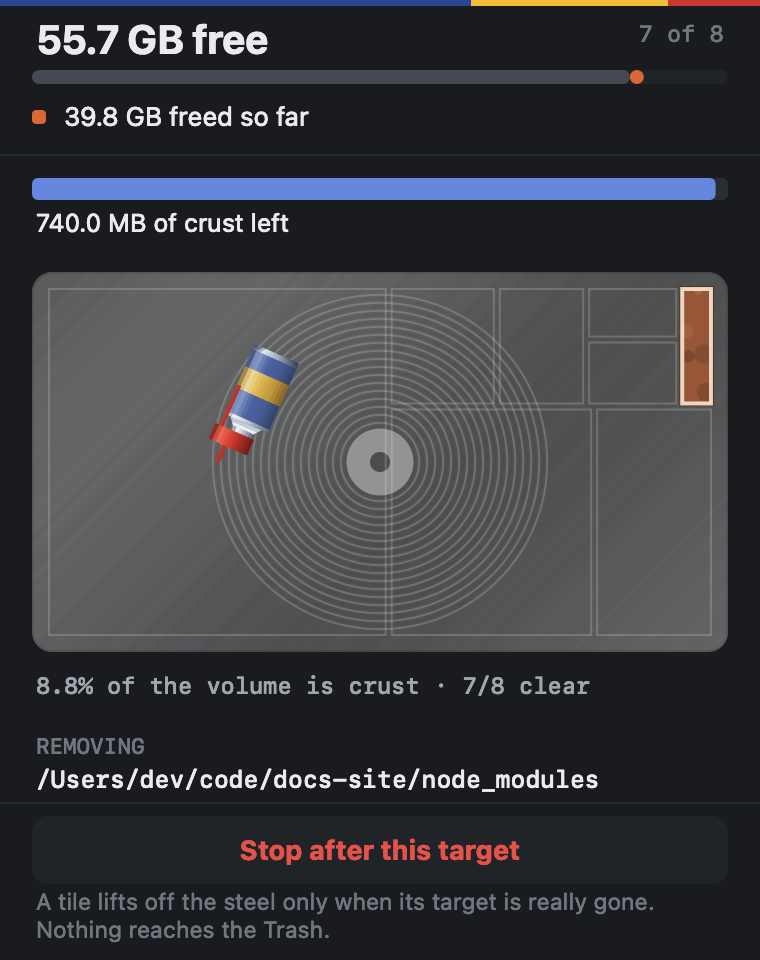 55.7 GB free
7 of 8
39.8 GB freed so far
740.0 MB of crust left
8.8% of the volume is crust · 7/8 clear
REMOVING
/Users/dev/code/docs-site/node_modules
Stop after this target
A tile lifts off the steel only when its target is really gone.
Nothing reaches the Trash.